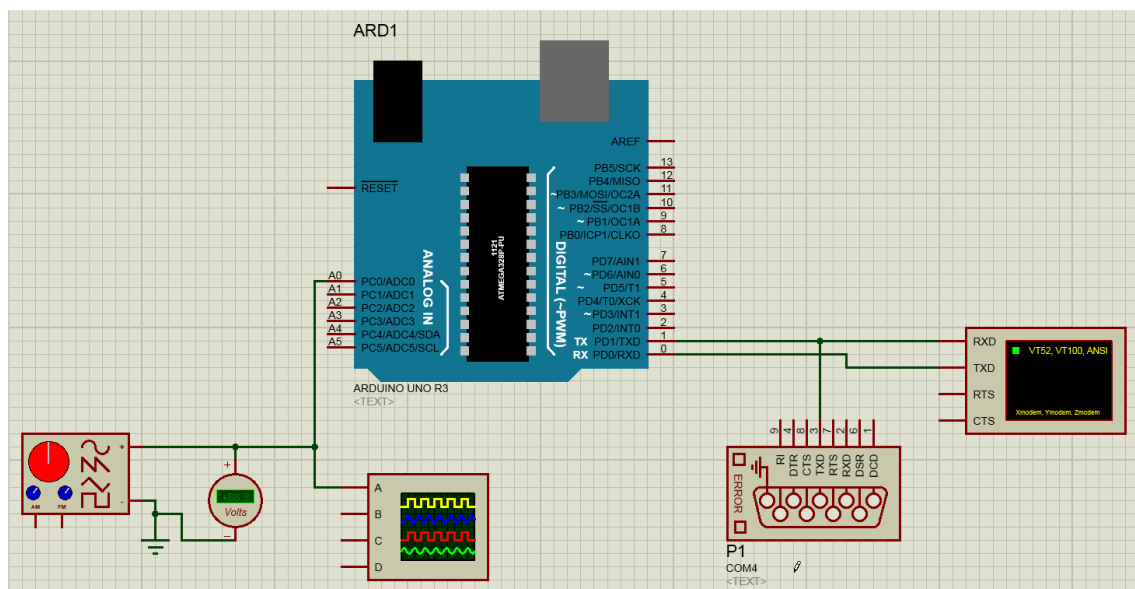 ARD1
AREF
RESET
PB5/SCK 13
PB4/MISO 12
~PB3/MOSI/OC2A 11
~ PB2/SS/OC1B 10
~ PB1/OC1A 9
PB0/ICP1/CLKO 8
1121
ATMEGA328P-PU
ANALOG IN
DIGITAL (~PWM)
PD7/AIN1 7
~PD6/AIN0 6
~ PD5/T1 5
PD4/T0/XCK 4
~PD3/INT1 3
PD2/INT0 2
TX PD1/TXD 1
RX PD0/RXD 0
A0 PC0/ADC0
A1 PC1/ADC1
A2 PC2/ADC2
A3 PC3/ADC3
A4 PC4/ADC4/SDA
A5 PC5/ADC5/SCL
ARDUINO UNO R3
<TEXT>
RXD
TXD
RTS
CTS
VT52, VT100, ANSI
Xmodem, Ymodem, Zmodem
+
-
AM FM
+
+88.8
Volts
-
A
B
C
D
9 4 8 3 7 2 6 1
RI DTR CTS TXD RTS RXD DSR DCD
ERROR
P1
COM4
<TEXT>